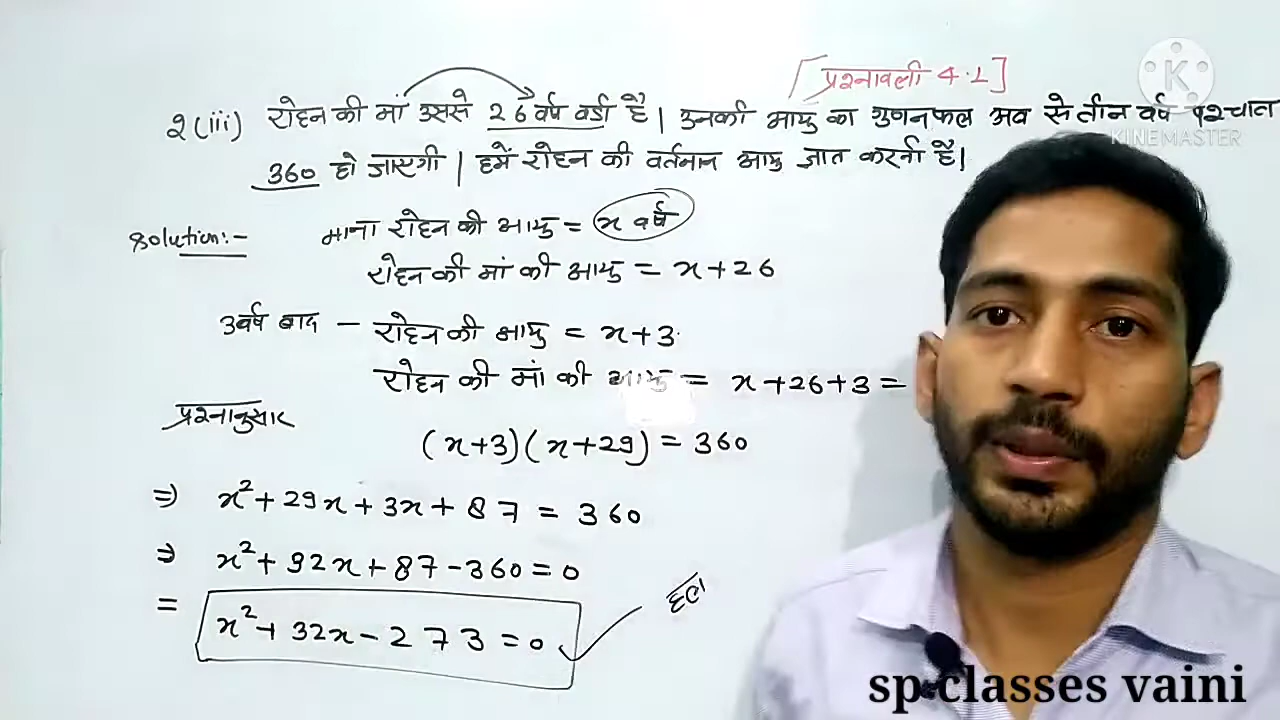 [प्रश्नावली 4.1]
2(iii) रोहन की मां उससे 26 वर्ष बडी है। उनकी आयु का गुणनफल अब से तीन वर्ष पश्चात
360 हो जाएगी। हमें रोहन की वर्तमान आयु ज्ञात करनी है।
Solution:- माना रोहन की आयु = x वर्ष
रोहन की मां की आयु = x+26
3वर्ष बाद – रोहन की आयु = x+3
रोहन की मां की आयु = x+26+3 =
प्रश्नानुसार
(x+3)(x+29) = 360
⇒ x²+29x+3x+87 = 360
⇒ x²+32x+87-360=0
= x²+32x-273=0
हल
K
KINEMASTER
sp classes vaini